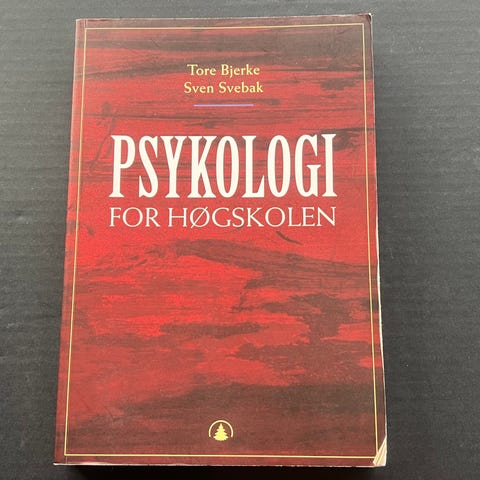 Tore Bjerke
Sven Svebak
PSYKOLOGI
FOR HØGSKOLEN